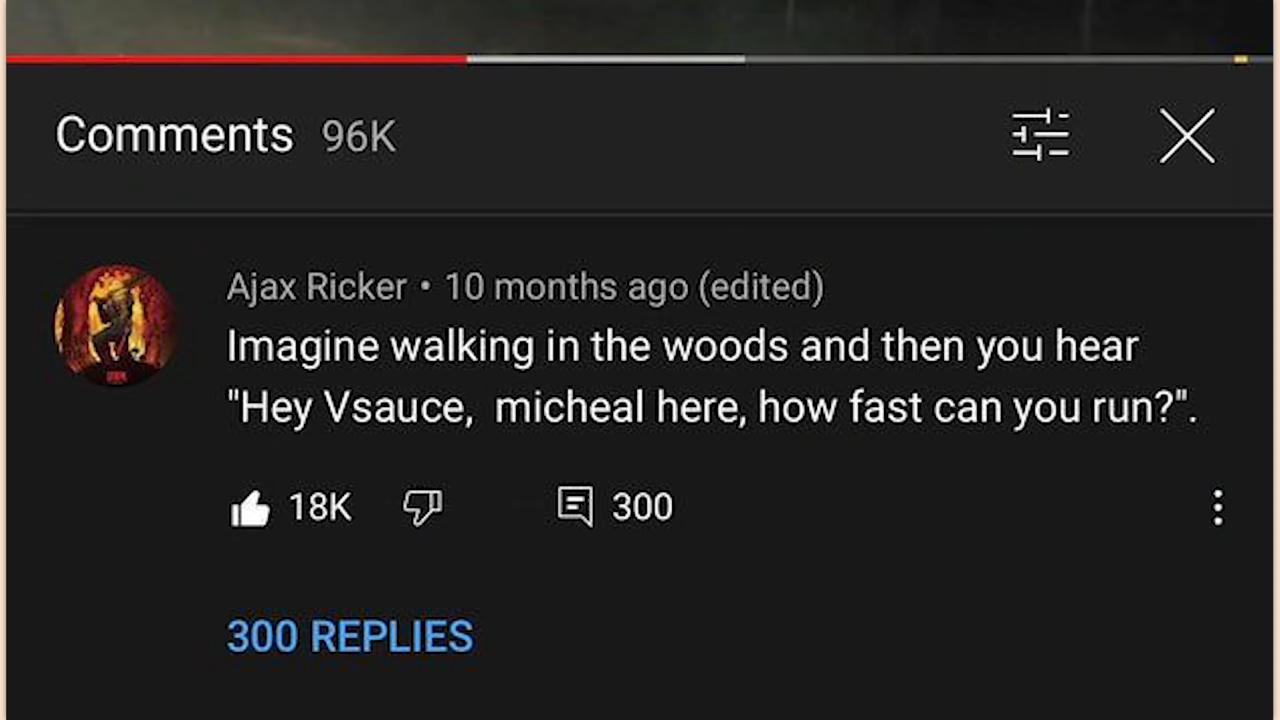 Comments 96K
Ajax Ricker • 10 months ago (edited)
Imagine walking in the woods and then you hear
"Hey Vsauce,  micheal here, how fast can you run?".
18K 300
300 REPLIES